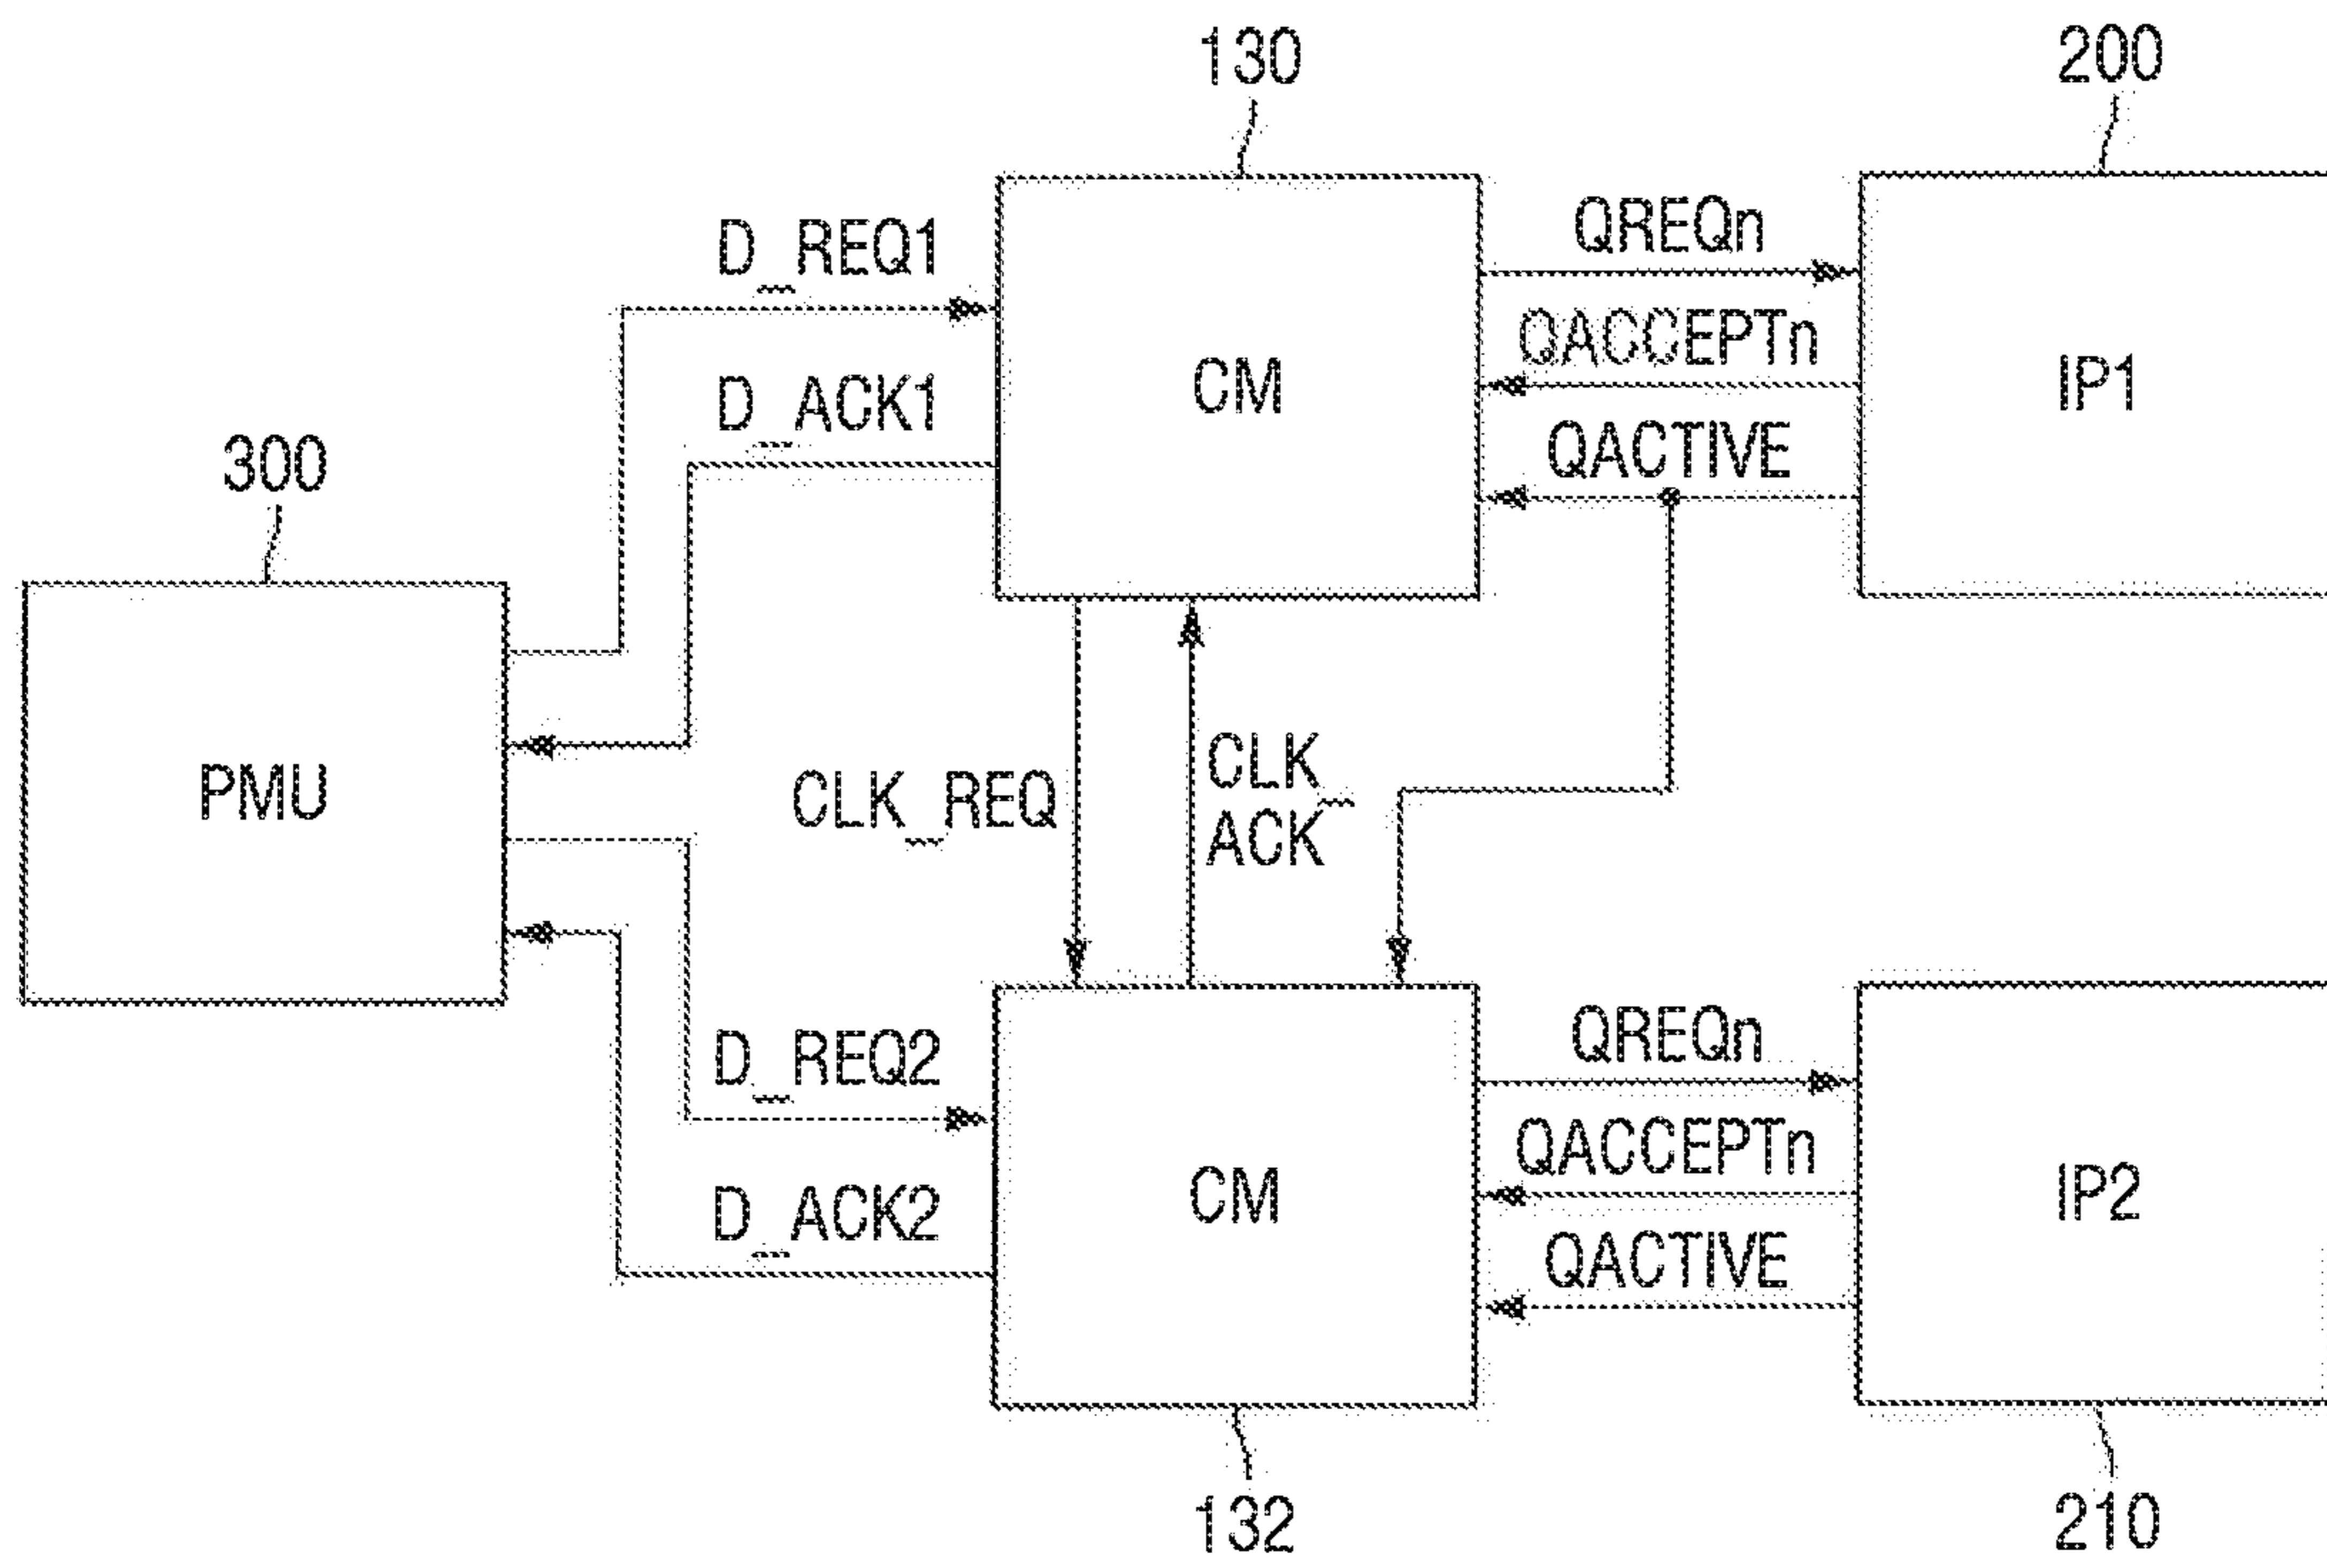 130
200
D_REQ1
QREQn
QACCEPTn
D_ACK1
CM
IP1
QACTIVE
300
PMU
CLK_REQ
CLK_
ACK
D_REQ2
QREQn
QACCEPTn
D_ACK2
CM
IP2
QACTIVE
132
210